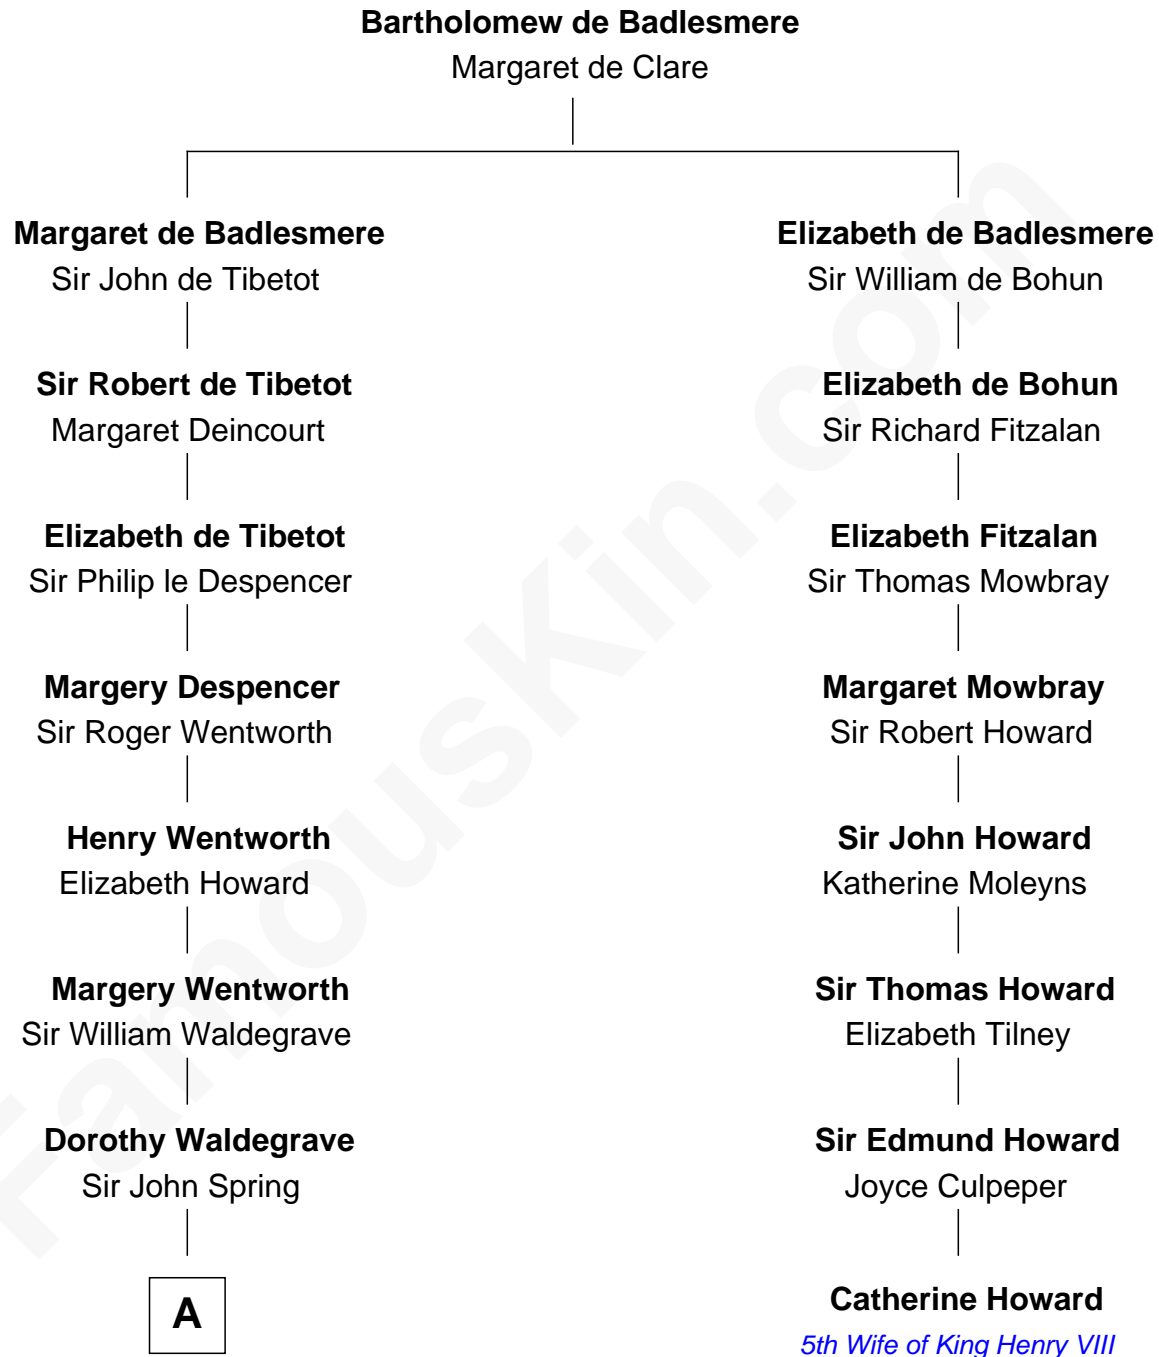 Bartholomew de Badlesmere
Margaret de Clare
Margaret de Badlesmere
Sir John de Tibetot
Elizabeth de Badlesmere
Sir William de Bohun
Sir Robert de Tibetot
Margaret Deincourt
Elizabeth de Bohun
Sir Richard Fitzalan
Elizabeth de Tibetot
Sir Philip le Despencer
Elizabeth Fitzalan
Sir Thomas Mowbray
Margery Despencer
Sir Roger Wentworth
Margaret Mowbray
Sir Robert Howard
Henry Wentworth
Elizabeth Howard
Sir John Howard
Katherine Moleyns
Margery Wentworth
Sir William Waldegrave
Sir Thomas Howard
Elizabeth Tilney
Dorothy Waldegrave
Sir John Spring
Sir Edmund Howard
Joyce Culpeper
A
Catherine Howard
5th Wife of King Henry VIII
FamousKin.com